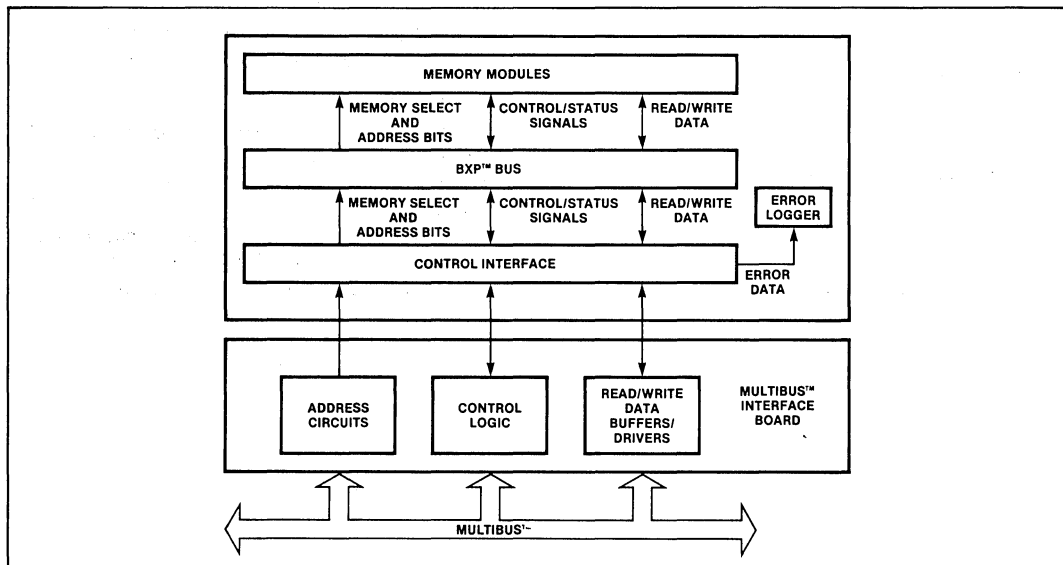 MEMORY MODULES
MEMORY SELECT
AND
ADDRESS BITS
CONTROL/STATUS
SIGNALS
READ/WRITE
DATA
BXP™ BUS
MEMORY SELECT
AND
ADDRESS BITS
CONTROL/STATUS
SIGNALS
READ/WRITE
DATA
ERROR
LOGGER
CONTROL INTERFACE
ERROR
DATA
ADDRESS
CIRCUITS
CONTROL
LOGIC
READ/WRITE
DATA
BUFFERS/
DRIVERS
MULTIBUS™
INTERFACE
BOARD
MULTIBUS™